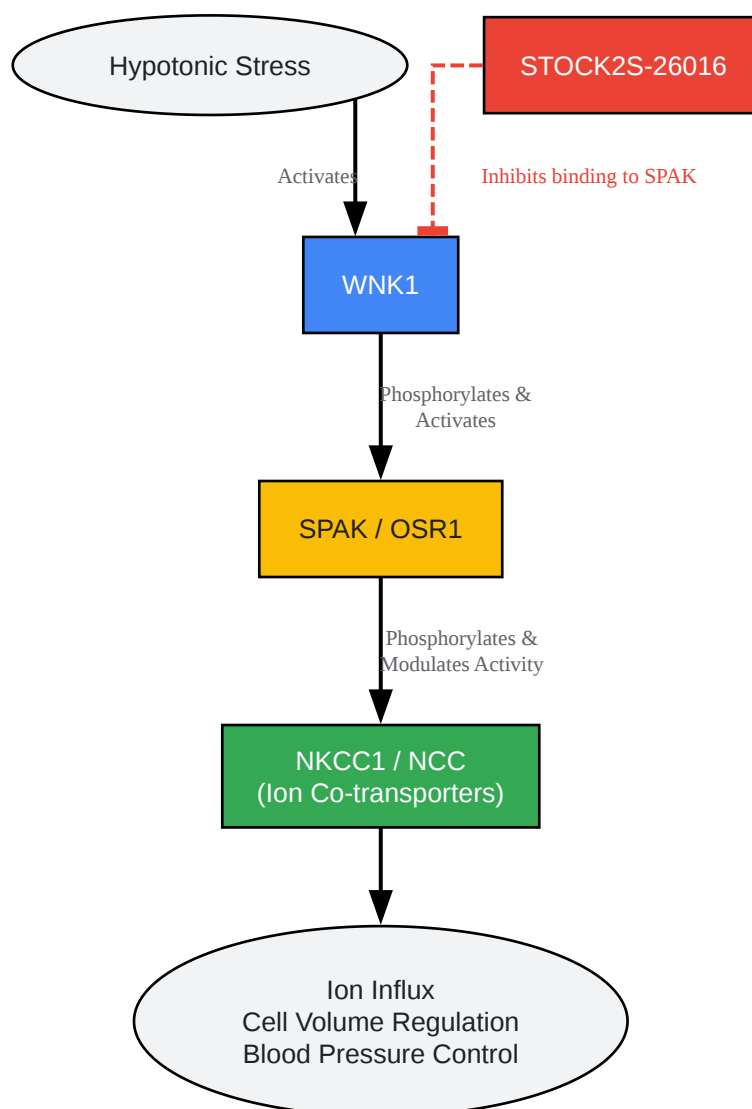 Hypotonic Stress
STOCK2S-26016
Activates
Inhibits binding to SPAK
WNK1
Phosphorylates &
Activates
SPAK / OSR1
Phosphorylates &
Modulates Activity
NKCC1 / NCC
(Ion Co-transporters)
Ion Influx
Cell Volume Regulation
Blood Pressure Control